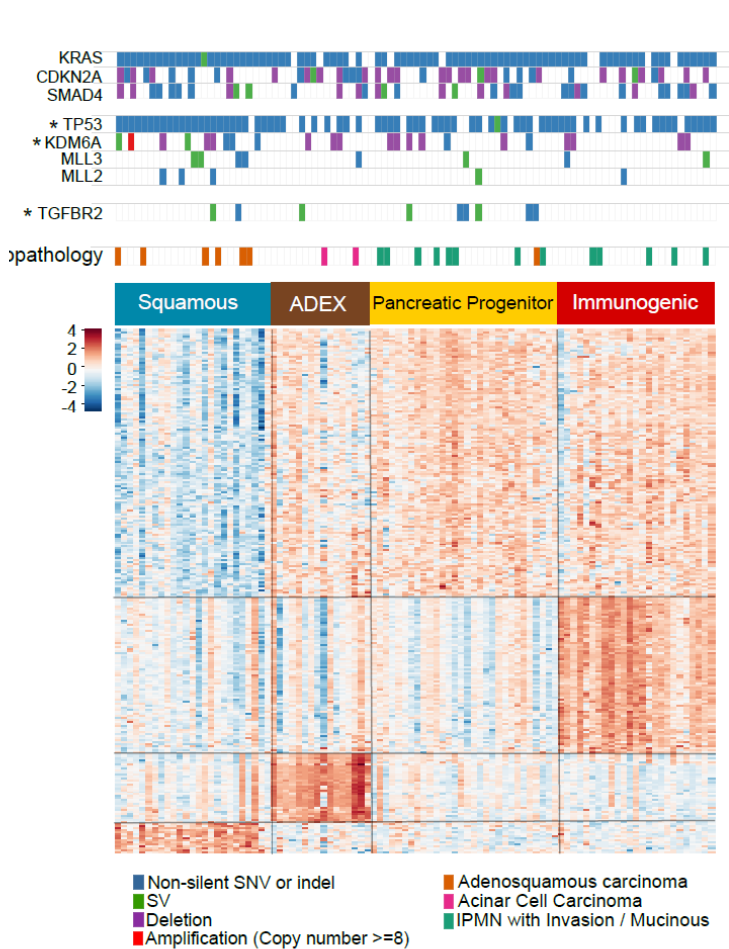 KRAS
CDKN2A
SMAD4
* TP53
* KDM6A
MLL3
MLL2
* TGFBR2
opathology
Squamous ADEX Pancreatic Progenitor Immunogenic
4
2
0
-2
-4
Non-silent SNV or indel
SV
Deletion
Amplification (Copy number >=8)
Adenosquamous carcinoma
Acinar Cell Carcinoma
IPMN with Invasion / Mucinous